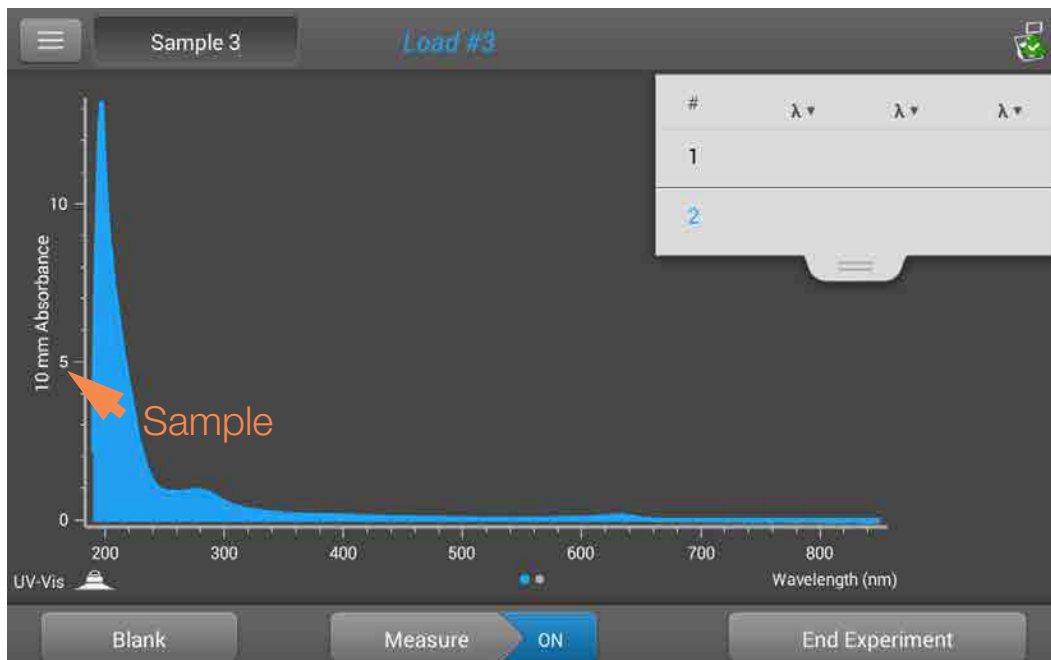 Sample 3
Load #3
# λ λ λ
1
2
10 mm Absorbance
10
5
0
Sample
200 300 400 500 600 700 800
UV-Vis
Wavelength (nm)
Blank
Measure
ON
End Experiment